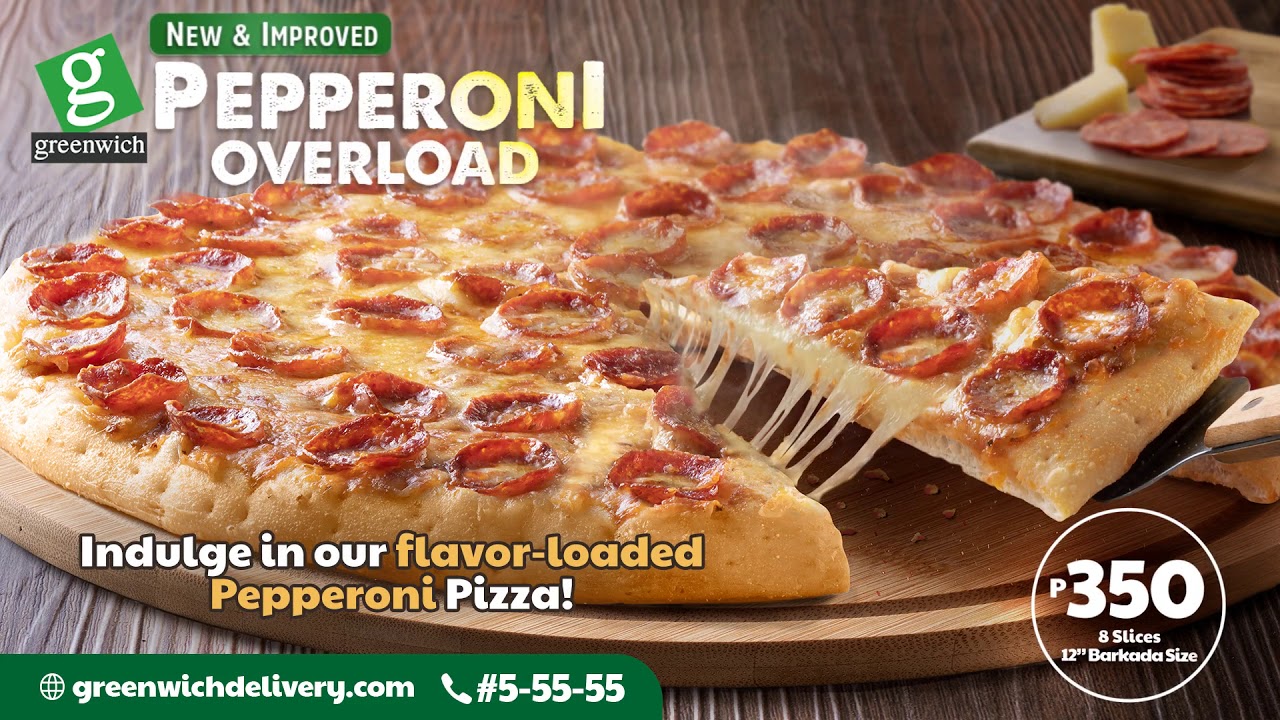 NEW & IMPROVED
g
greenwich
PEPPERONI
OVERLOAD
Indulge in our flavor-loaded
Pepperoni Pizza!
P350
8 Slices
12” Barkada Size
greenwichdelivery.com
#5-55-55